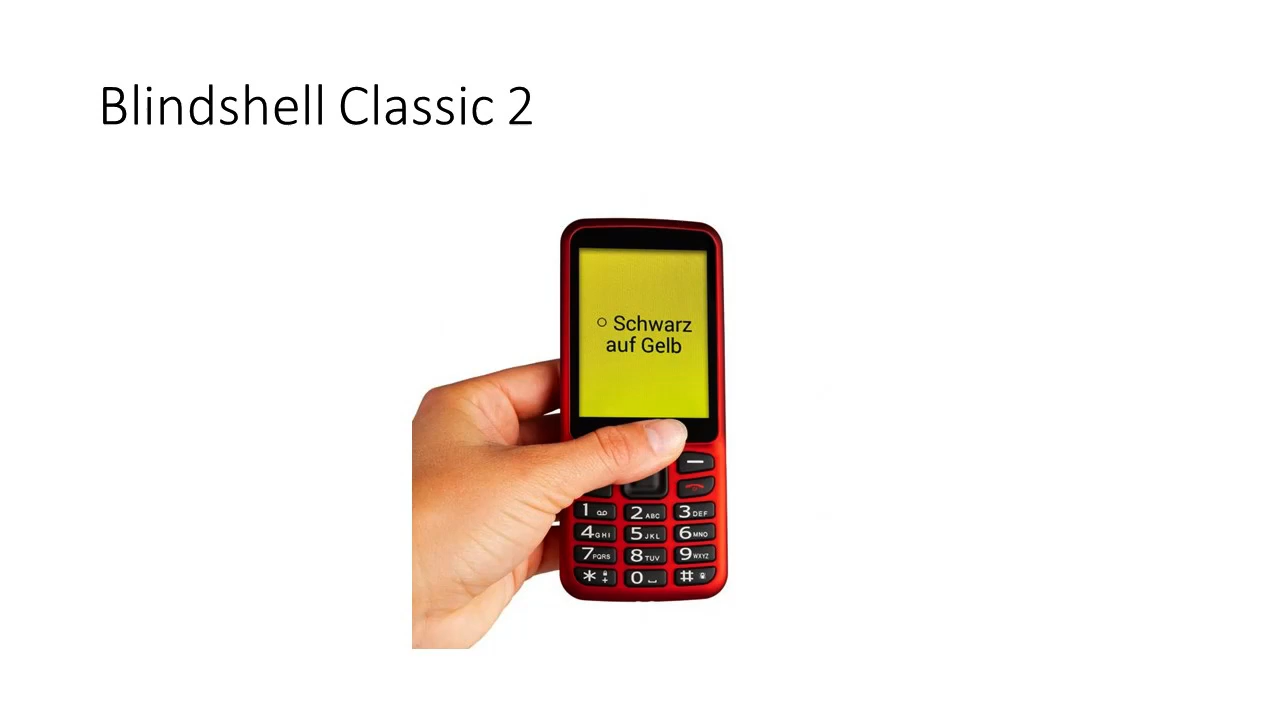 Blindshell Classic 2
○ Schwarz
auf Gelb
1
2 ABC
3 DEF
4 GHI
5 JKL
6 MNO
7 PQRS
8 TUV
9 WXYZ
* +
0
#